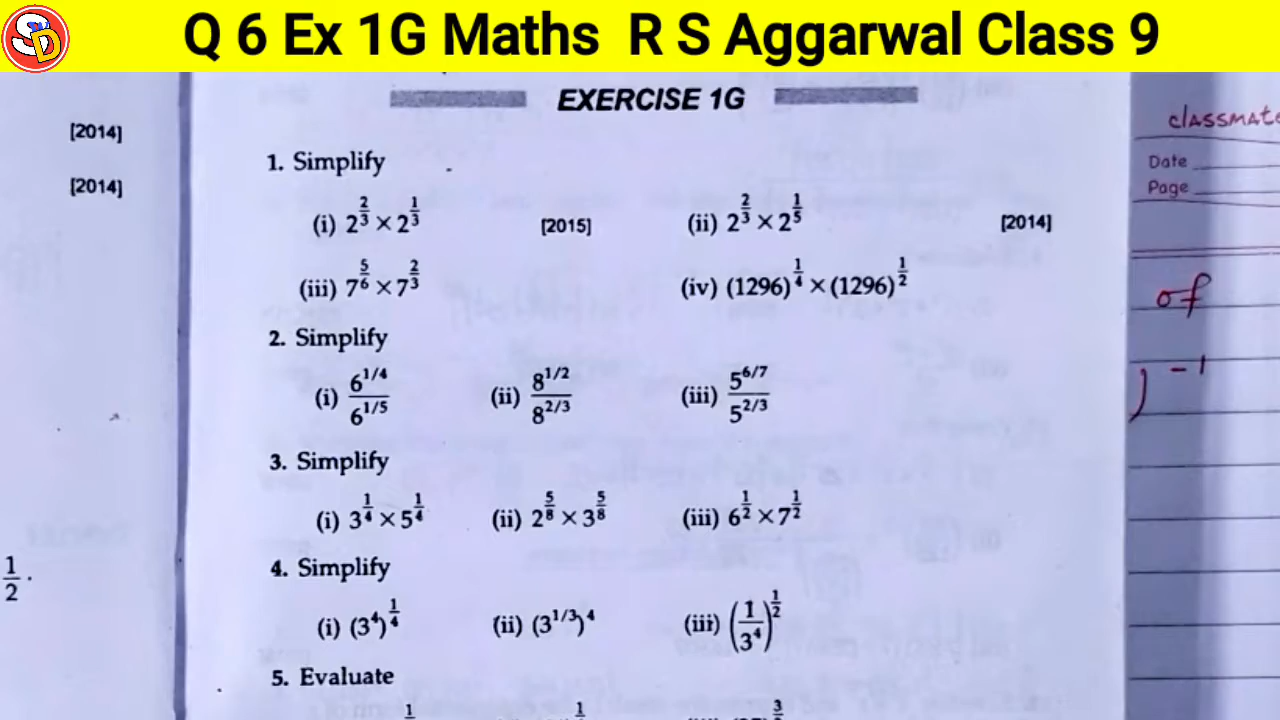 SD
Q 6 Ex 1G Maths R S Aggarwal Class 9
EXERCISE 1G
[2014]
[2014]
classmate
Date
Page
1. Simplify
(i) 2^{2/3} × 2^{1/3} [2015] (ii) 2^{2/3} × 2^{1/5} [2014]
(iii) 7^{5/6} × 7^{2/3} (iv) (1296)^{1/4} × (1296)^{1/2}
of
2. Simplify
(i) 6^{1/4}/6^{1/5} (ii) 8^{1/2}/8^{2/3} (iii) 5^{6/7}/5^{2/3}
)^{-1}
3. Simplify
(i) 3^{1/4} × 5^{1/4} (ii) 2^{5/8} × 3^{5/8} (iii) 6^{1/2} × 7^{1/2}
1/2.
4. Simplify
(i) (3^4)^{1/4} (ii) (3^{1/3})^4 (iii) (1/3^4)^{1/2}
5. Evaluate